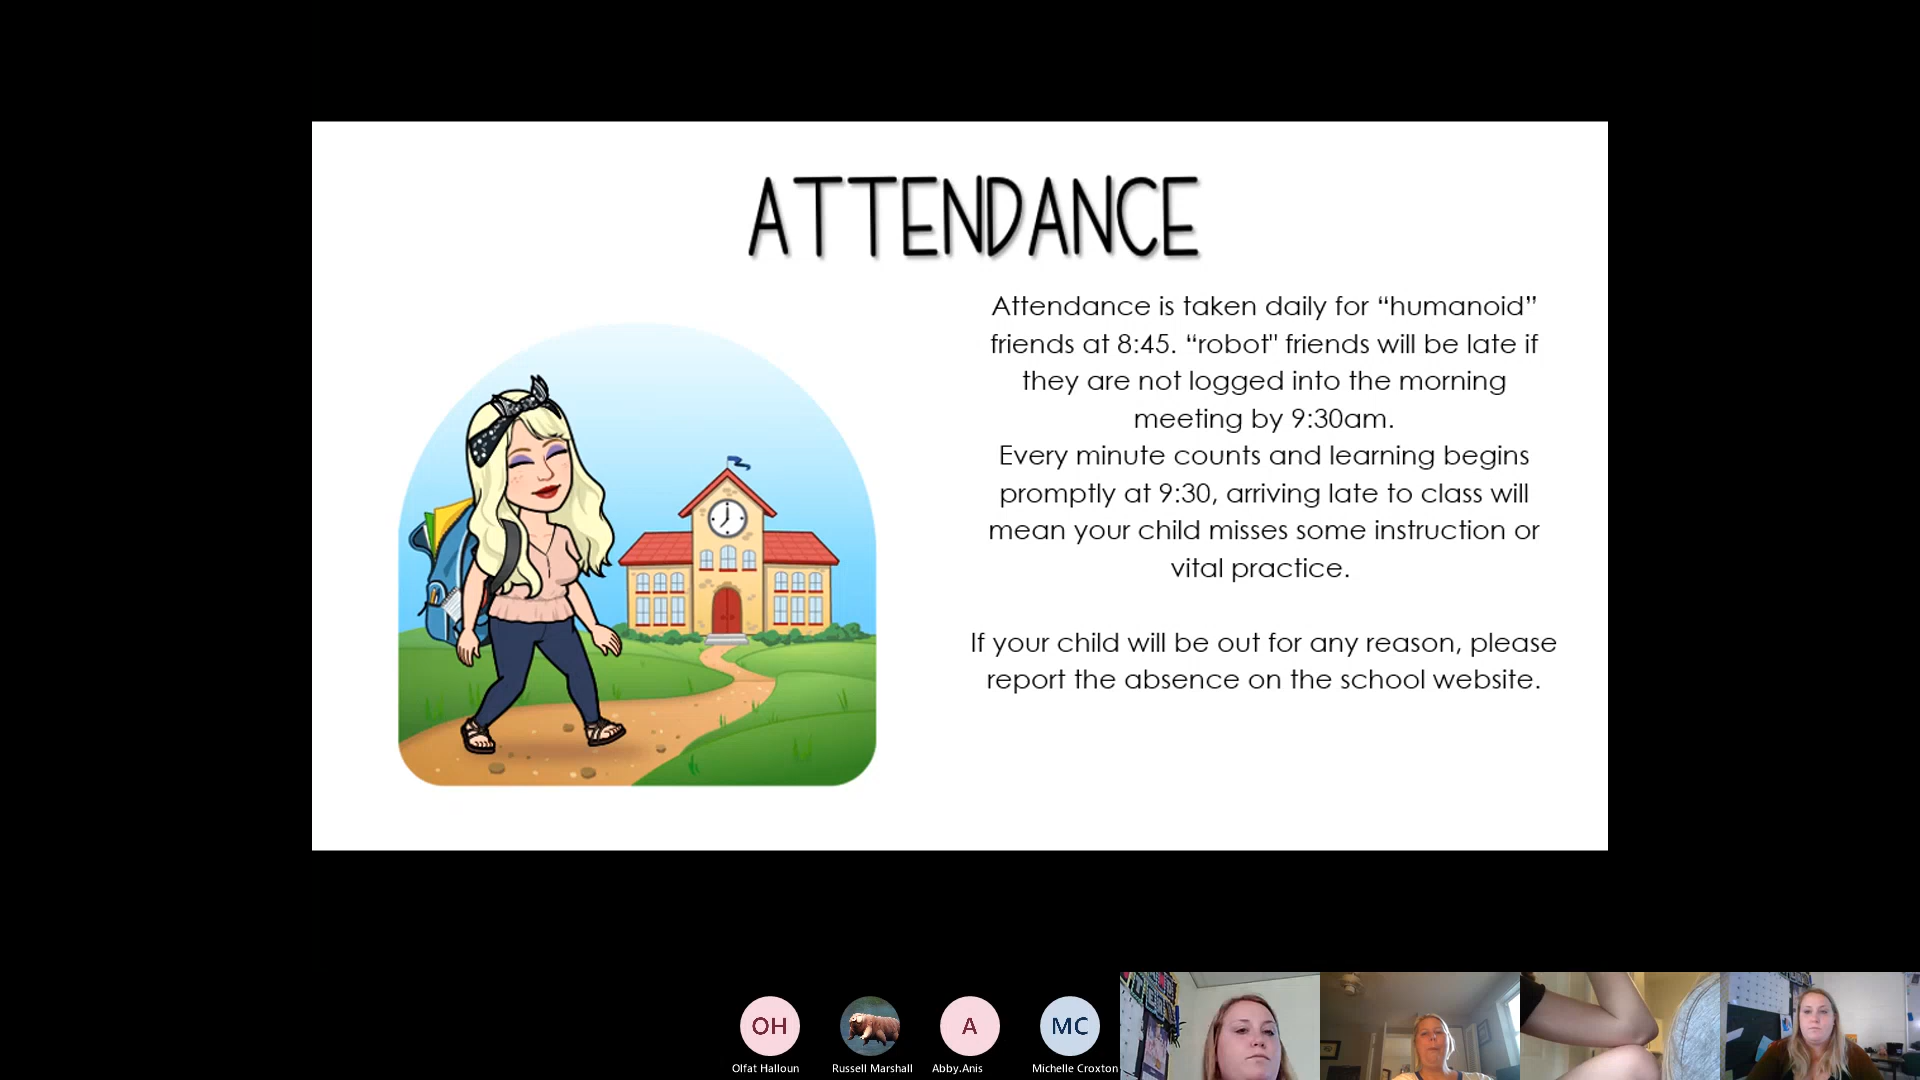 ATTENDANCE
Attendance is taken daily for “humanoid”
friends at 8:45. “robot" friends will be late if
they are not logged into the morning
meeting by 9:30am.
Every minute counts and learning begins
promptly at 9:30, arriving late to class will
mean your child misses some instruction or
vital practice.
If your child will be out for any reason, please
report the absence on the school website.
OH
A
MC
Olfat Halloun
Russell Marshall
Abby.Anis
Michelle Croxton